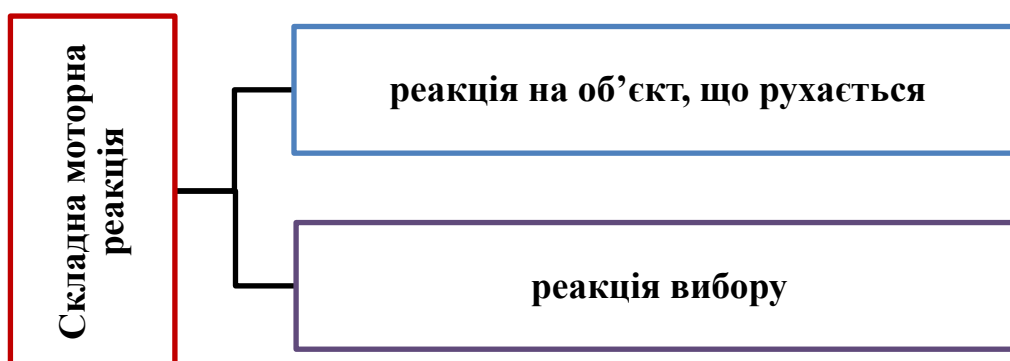 Складна моторна
реакція
реакція на об’єкт, що рухається
реакція вибору